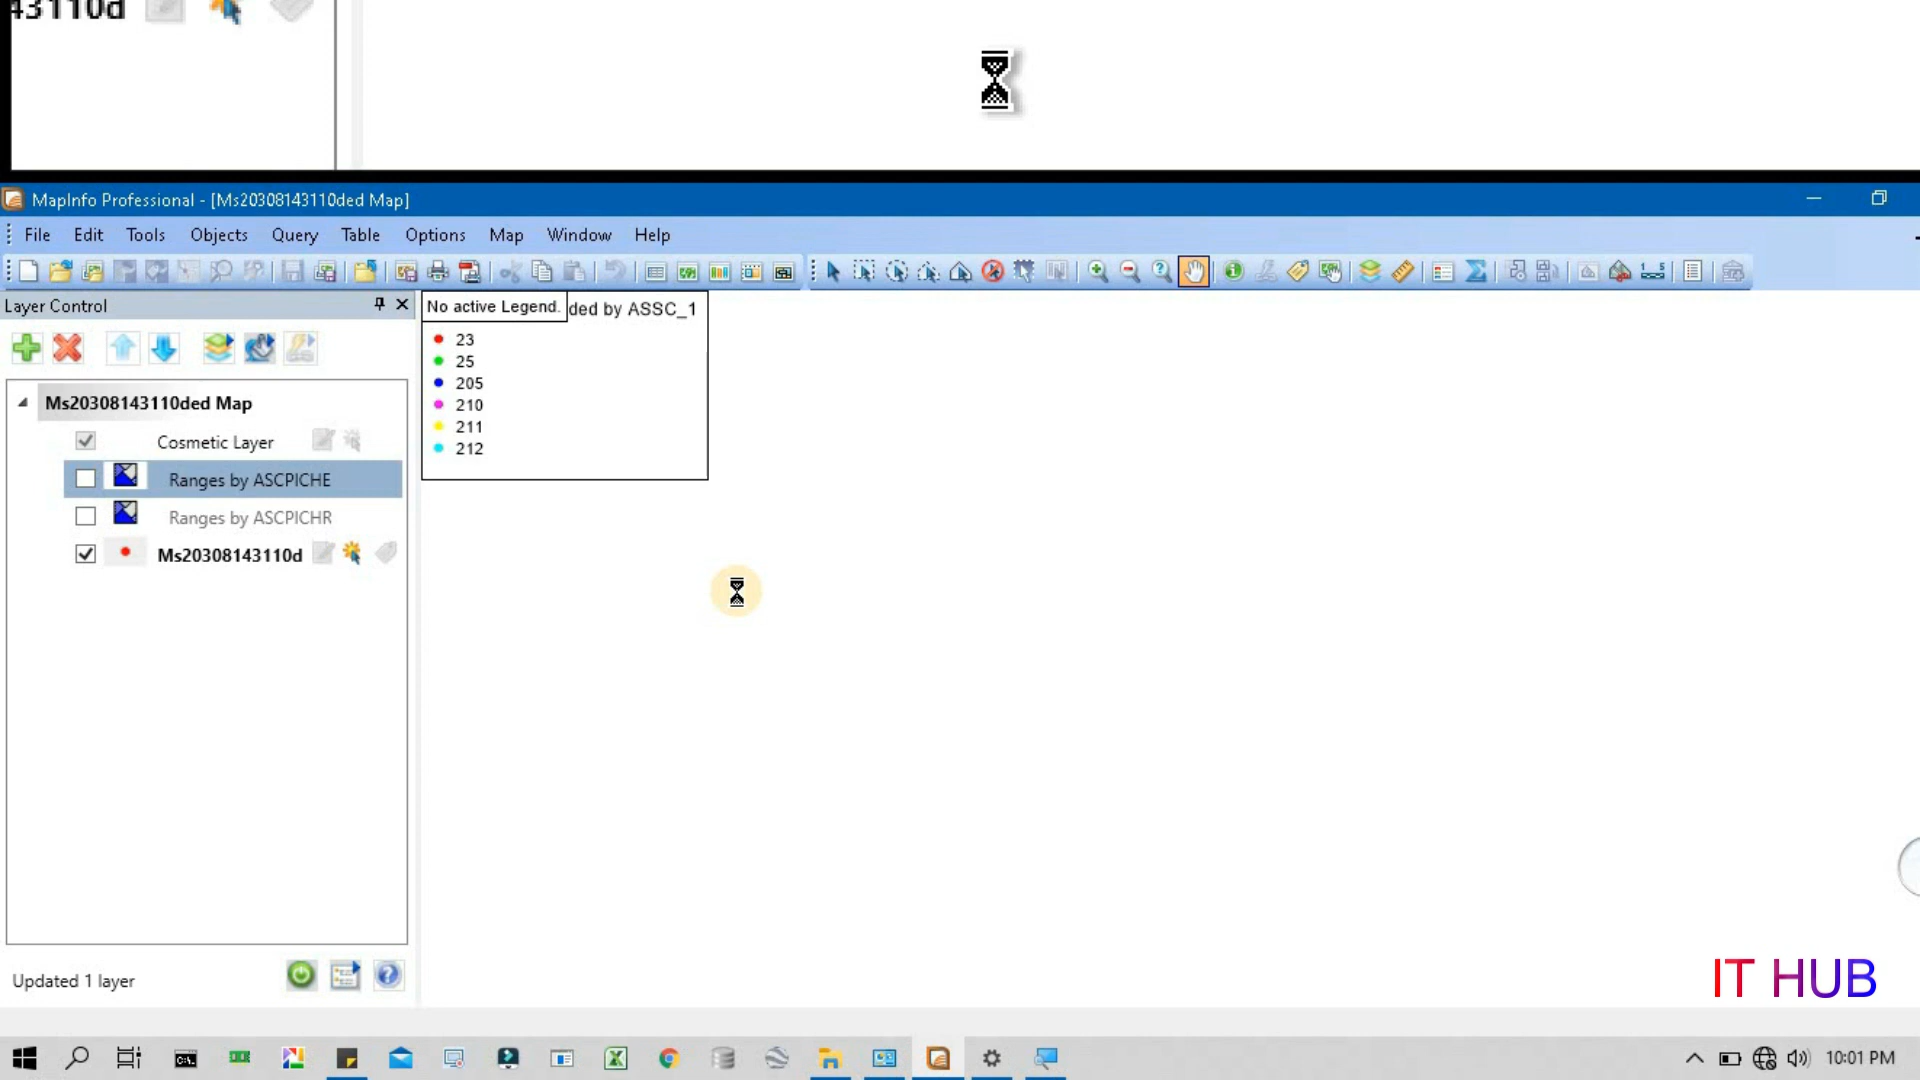 43110d
MapInfo Professional - [Ms20308143110ded Map]
File Edit Tools Objects Query Table Options Map Window Help
Layer Control
No active Legend. ded by ASSC_1
23
25
205
210
211
212
Ms20308143110ded Map
Cosmetic Layer
Ranges by ASCPICHE
Ranges by ASCPICHR
Ms20308143110d
Updated 1 layer
IT HUB
10:01 PM